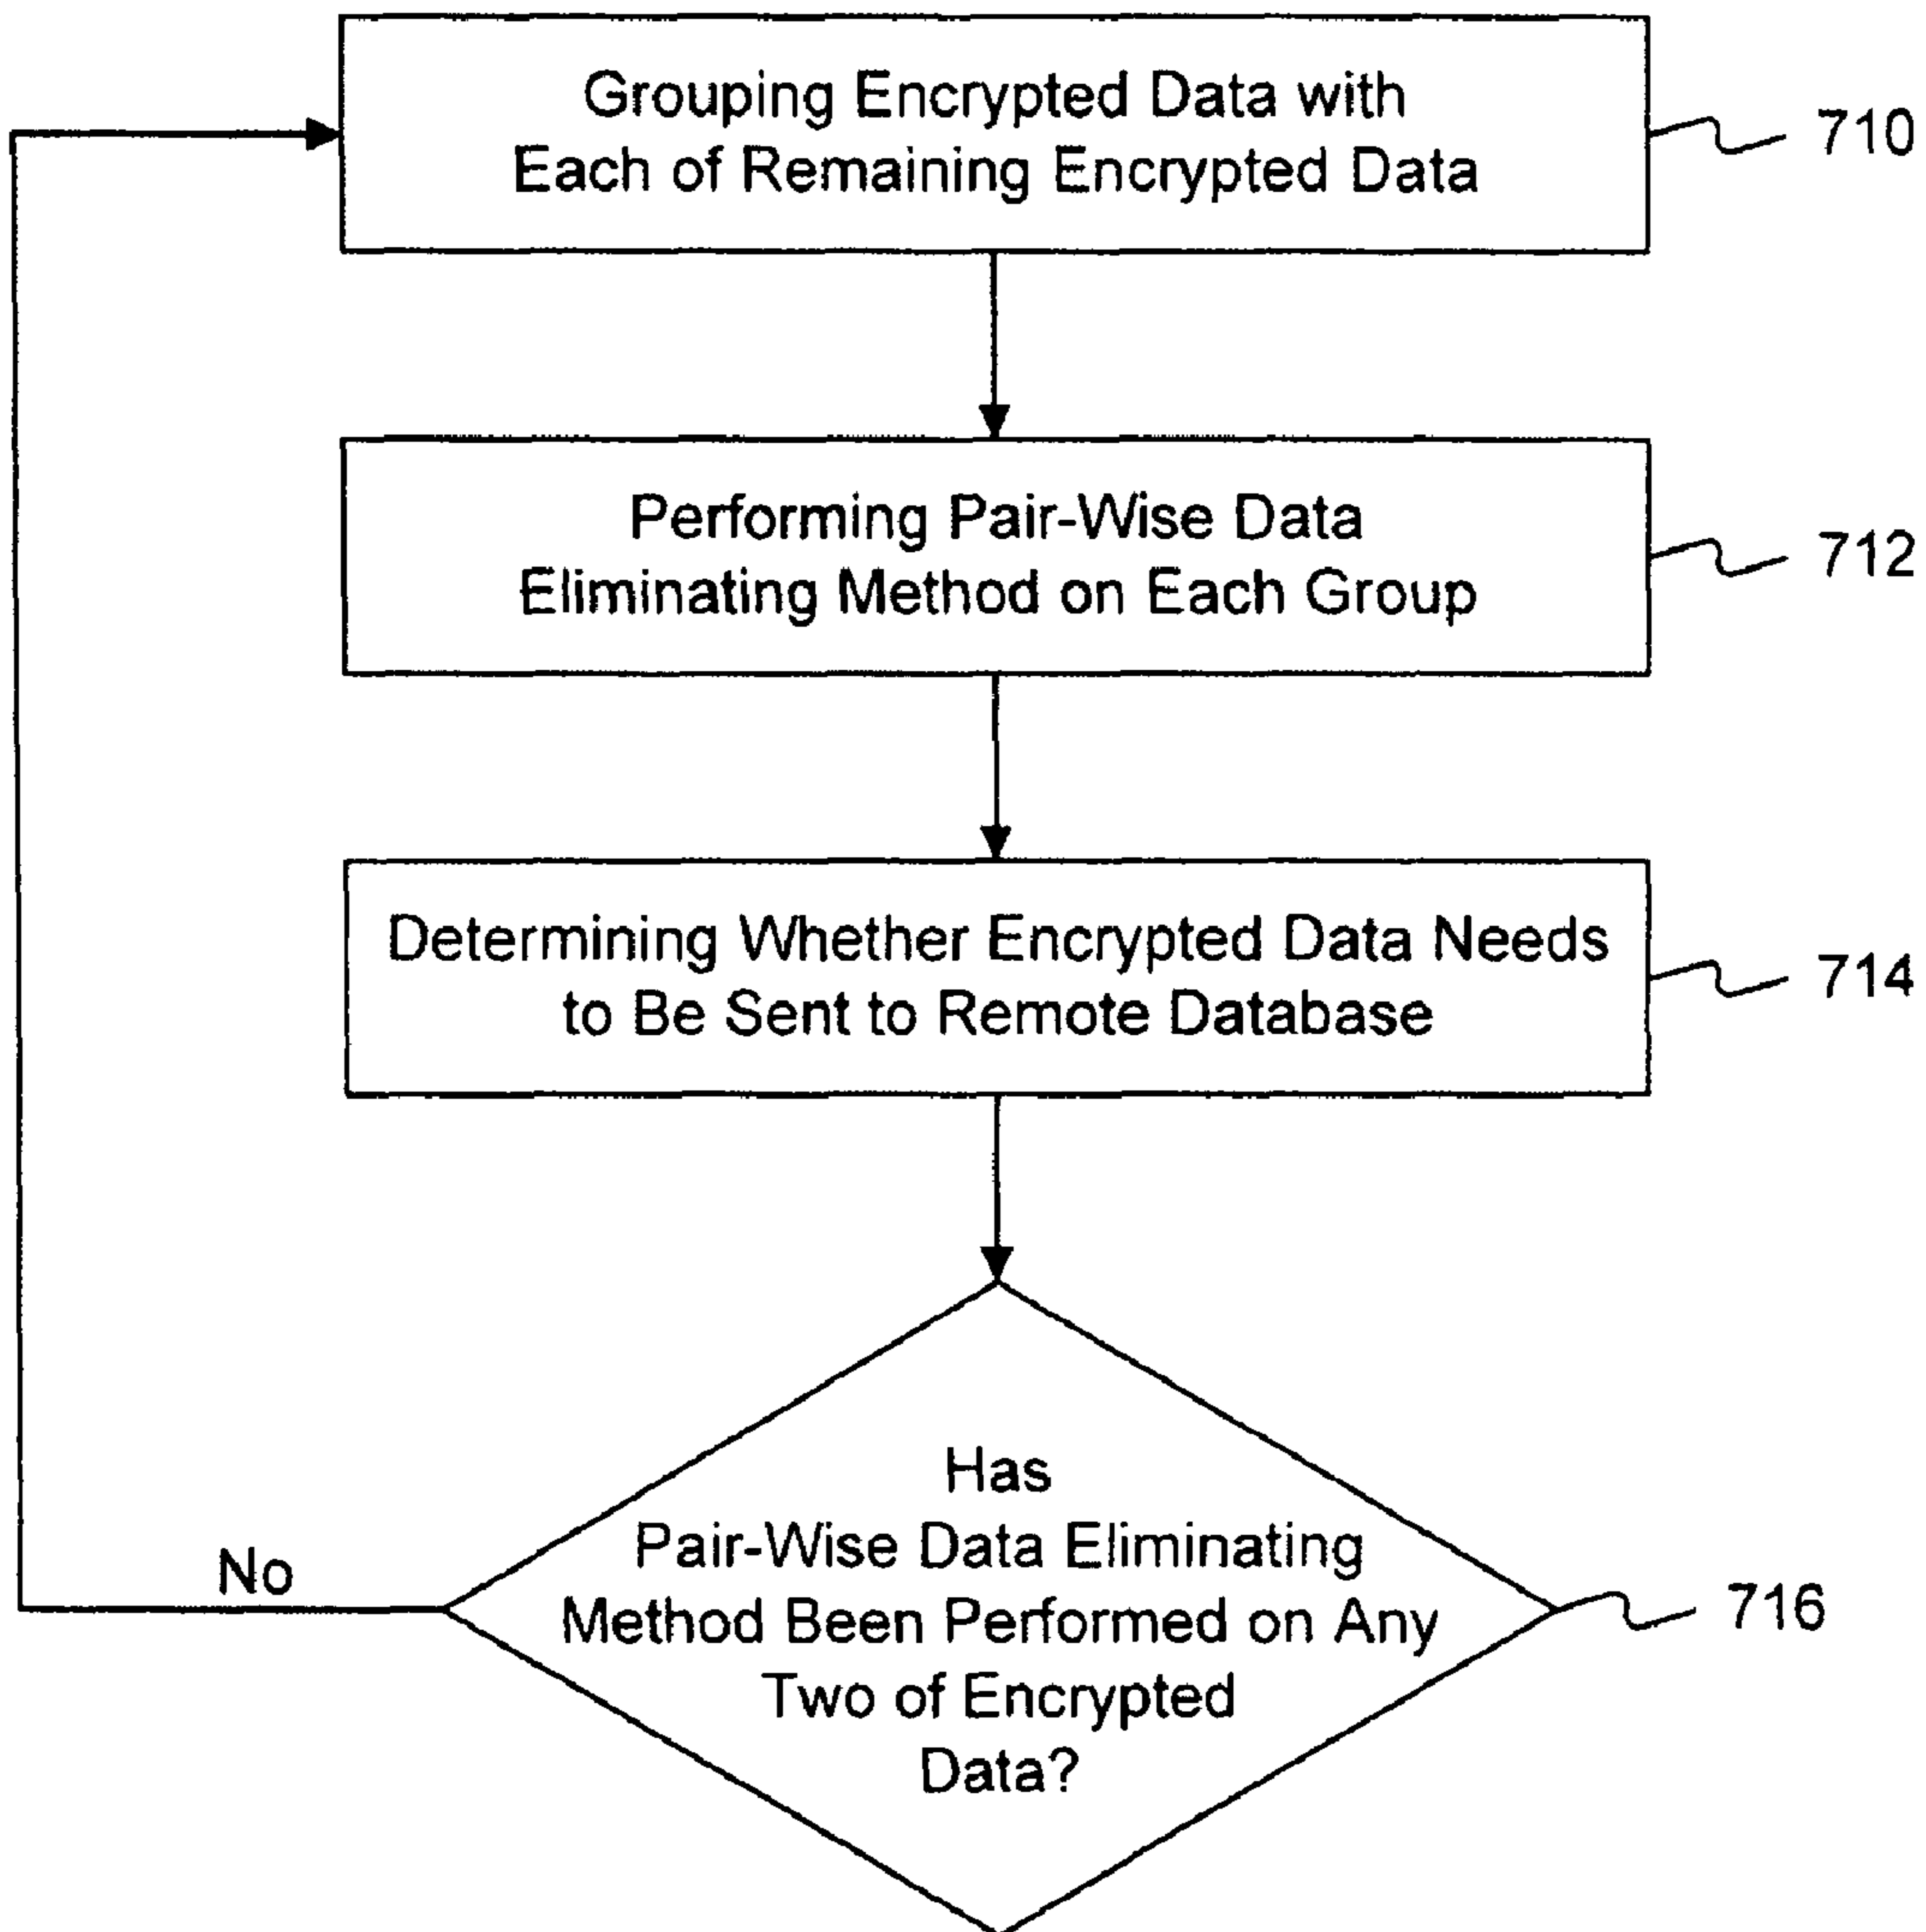 Grouping Encrypted Data with
Each of Remaining Encrypted Data
710
Performing Pair-Wise Data
Eliminating Method on Each Group
712
Determining Whether Encrypted Data Needs
to Be Sent to Remote Database
714
Has
Pair-Wise Data Eliminating
Method Been Performed on Any
Two of Encrypted
Data?
No
716